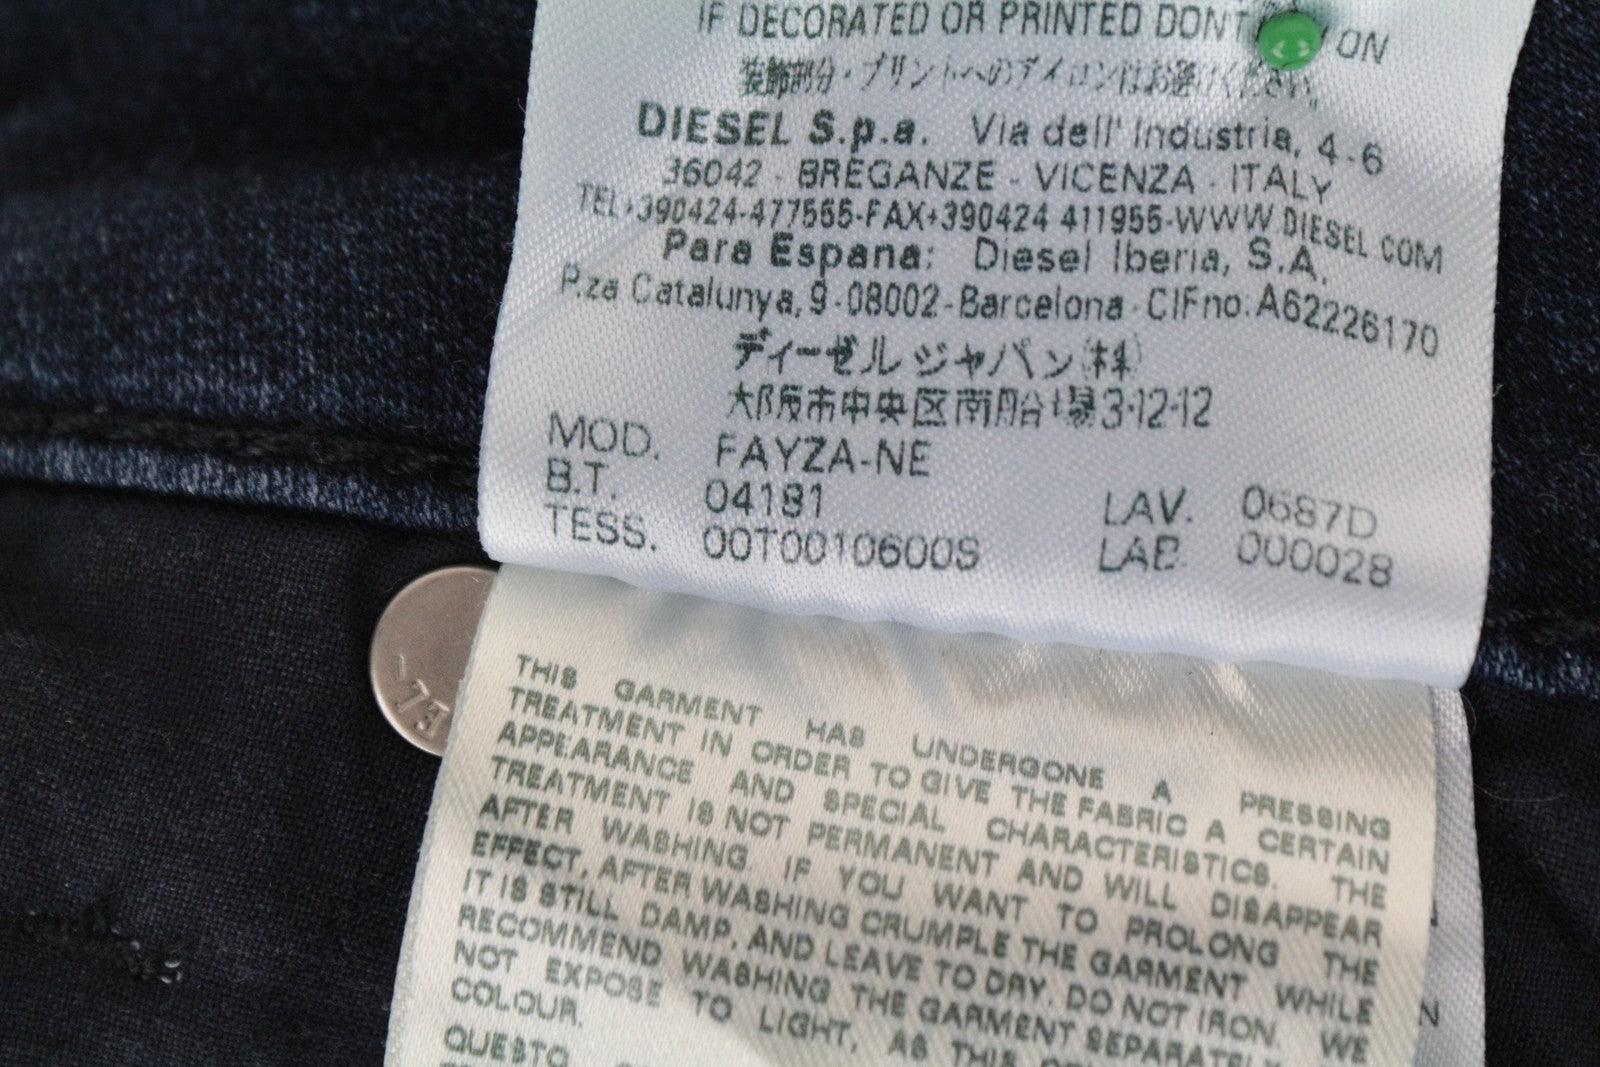 IF DECORATED OR PRINTED DONT ON
装飾部分・プリントへのアイロンはお避けください。
DIESEL S.p.a. Via dell' Industria, 4-6
36042 - BREGANZE - VICENZA - ITALY
TEL+390424-477555-FAX+390424 411955-WWW.DIESEL.COM
Para Espana: Diesel Iberia, S.A.
P.za Catalunya, 9 -08002-Barcelona - CIFno: A62226170
ディーゼル ジャパン(株)
大阪市中央区南船場3-12-12
MOD. FAYZA-NE
B.T. 04181 LAV. 0687D
TESS. 00T0010600S LAB. 000028
THIS GARMENT HAS UNDERGONE A PRESSING
TREATMENT IN ORDER TO GIVE THE FABRIC A CERTAIN
APPEARANCE AND SPECIAL CHARACTERISTICS. THE
TREATMENT IS NOT PERMANENT AND WILL DISAPPEAR
AFTER WASHING. IF YOU WANT TO PROLONG THE
EFFECT, AFTER WASHING CRUMPLE THE GARMENT WHILE
IT IS STILL DAMP, AND LEAVE TO DRY. DO NOT IRON. WE
RECOMMEND WASHING THE GARMENT SEPARATELY
NOT EXPOSE TO LIGHT, AS THIS
COLOUR.
QUESTO
N